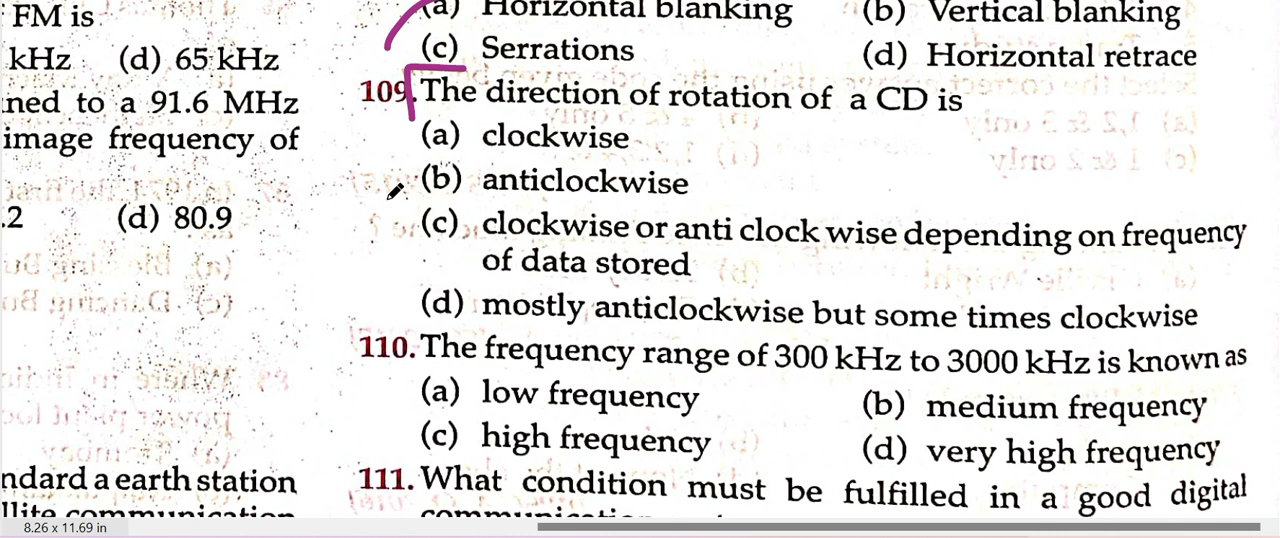 FM is
kHz (d) 65 kHz
ned to a 91.6 MHz
image frequency of
.2 (d) 80.9
ndard a earth station
llite communication
(a) Horizontal blanking (b) Vertical blanking
(c) Serrations (d) Horizontal retrace
109. The direction of rotation of a CD is
(a) clockwise
(b) anticlockwise
(c) clockwise or anti clock wise depending on frequency
of data stored
(d) mostly anticlockwise but some times clockwise
110. The frequency range of 300 kHz to 3000 kHz is known as
(a) low frequency (b) medium frequency
(c) high frequency (d) very high frequency
111. What condition must be fulfilled in a good digital
8.26 x 11.69 in